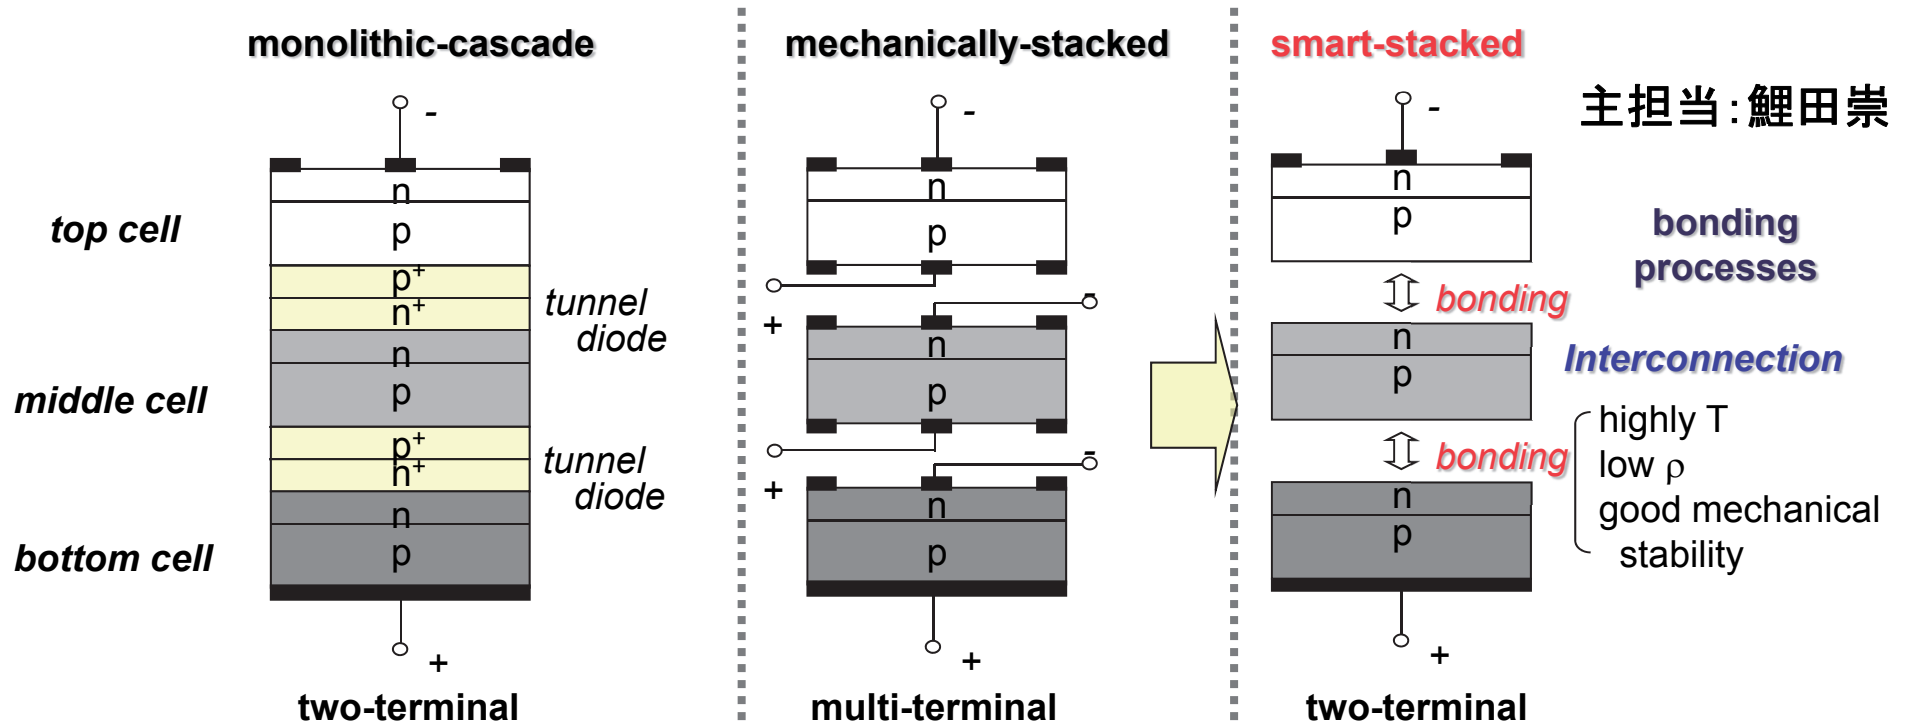 monolithic-cascade
-
n
p
p+
n+
n
p
p+
n+
n
p
+
two-terminal
top cell
middle cell
bottom cell
tunnel
diode
tunnel
diode
mechanically-stacked
-
n
p
+
-
n
p
+
-
n
p
+
multi-terminal
smart-stacked
-
n
p
bonding
n
p
bonding
n
p
+
two-terminal
主担当:鯉田崇
bonding
processes
Interconnection
highly T
low ρ
good mechanical
stability